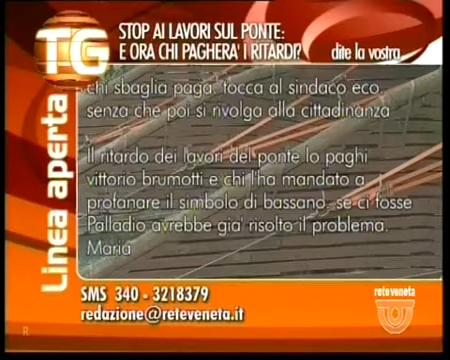 TG
STOP AI LAVORI SUL PONTE:
E ORA CHI PAGHERA' I RITARDI?
dite la vostra
Linea aperta
chi sbaglia paga. tocca al sindaco eco.
senza che poi si rivolga alla cittadinanza
Il ritardo dei lavori del ponte lo paghi
vittorio brumotti e chi l'ha mandato a
profanare il simbolo di bassano. se ci fosse
Palladio avrebbe gia' risolto il problema.
Maria
SMS 340 - 3218379
redazione@reteveneta.it
reteveneta
R